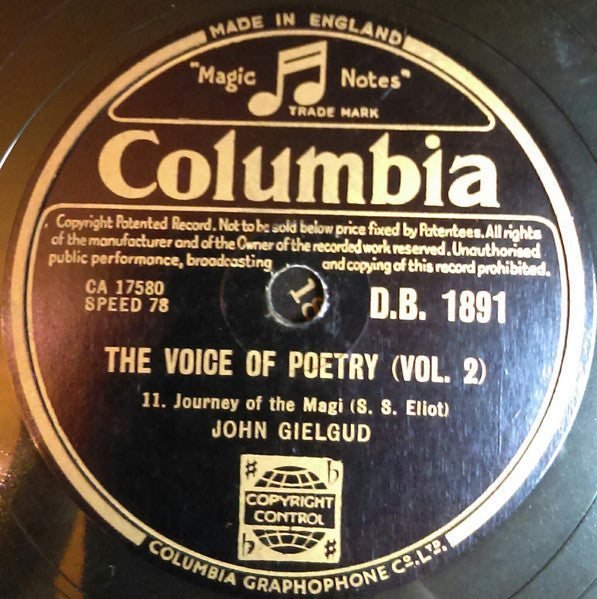 MADE IN ENGLAND
"Magic Notes"
TRADE MARK
Columbia
Copyright Patented Record. Not to be sold below price fixed by Patentees. All rights
of the manufacturer and of the Owner of the recorded work reserved. Unauthorised
public performance, broadcasting and copying of this record prohibited.
CA 17580
SPEED 78
D.B. 1891
THE VOICE OF POETRY (VOL. 2)
11. Journey of the Magi (S. S. Eliot)
JOHN GIELGUD
COPYRIGHT
CONTROL
COLUMBIA GRAPHOPHONE CO. LTD.